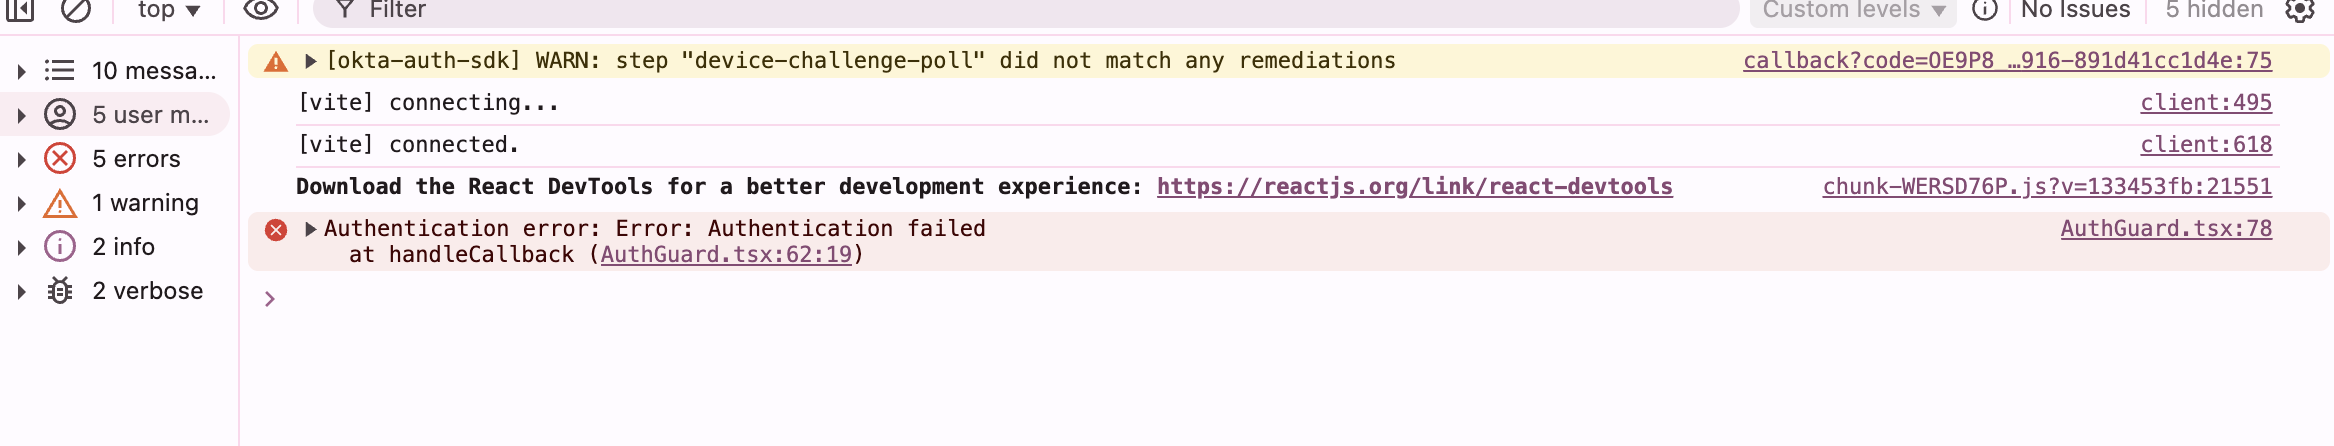 top ▼ Filter Custom levels ▼ No Issues 5 hidden
10 messa...
5 user m...
5 errors
1 warning
2 info
2 verbose
[okta-auth-sdk] WARN: step "device-challenge-poll" did not match any remediations callback?code=OE9P8_…916-891d41cc1d4e:75
[vite] connecting... client:495
[vite] connected. client:618
Download the React DevTools for a better development experience: https://reactjs.org/link/react-devtools chunk-WERSD76P.js?v=133453fb:21551
Authentication error: Error: Authentication failed AuthGuard.tsx:78
at handleCallback (AuthGuard.tsx:62:19)